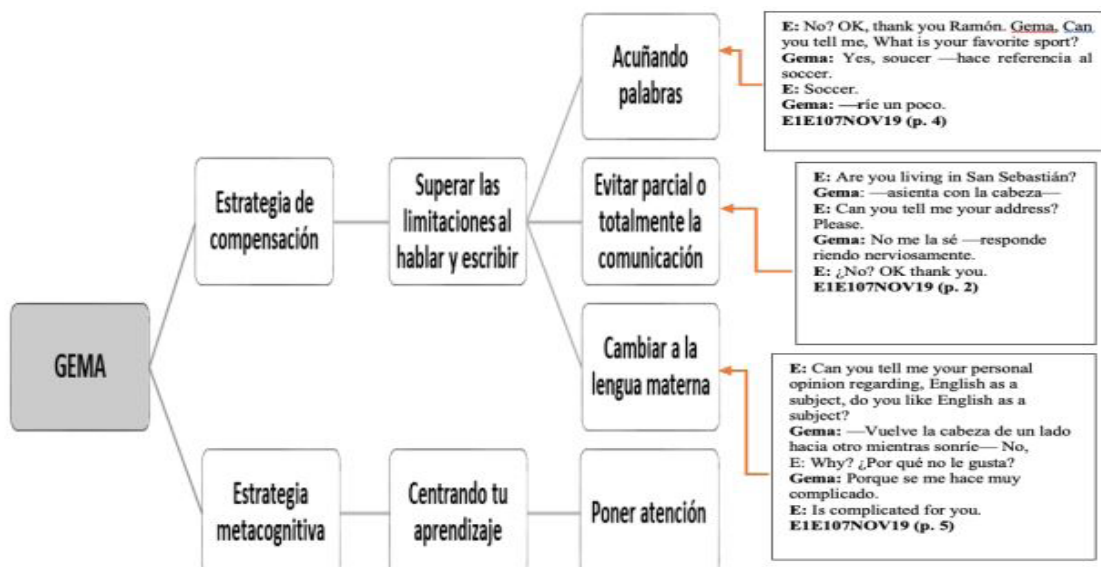 GEMA
Estrategia de
compensación
Superar las
limitaciones al
hablar y escribir
Acuñando
palabras
E: No? OK, thank you Ramón. Gema, Can
you tell me, What is your favorite sport?
Gema: Yes, soucer —hace referencia al
soccer.
E: Soccer.
Gema: —ríe un poco.
E1E107NOV19 (p. 4)
Evitar parcial o
totalmente la
comunicación
E: Are you living in San Sebastián?
Gema: —asienta con la cabeza—
E: Can you tell me your address?
Please.
Gema: No me la sé —responde
riendo nerviosamente.
E: ¿No? OK thank you.
E1E107NOV19 (p. 2)
Cambiar a la
lengua materna
E: Can you tell me your personal
opinion regarding, English as a
subject, do you like English as a
subject?
Gema: —Vuelve la cabeza de un lado
hacia otro mientras sonríe— No,
E: Why? ¿Por qué no le gusta?
Gema: Porque se me hace muy
complicado.
E: Is complicated for you.
E1E107NOV19 (p. 5)
Estrategia
metacognitiva
Centrando tu
aprendizaje
Poner atención